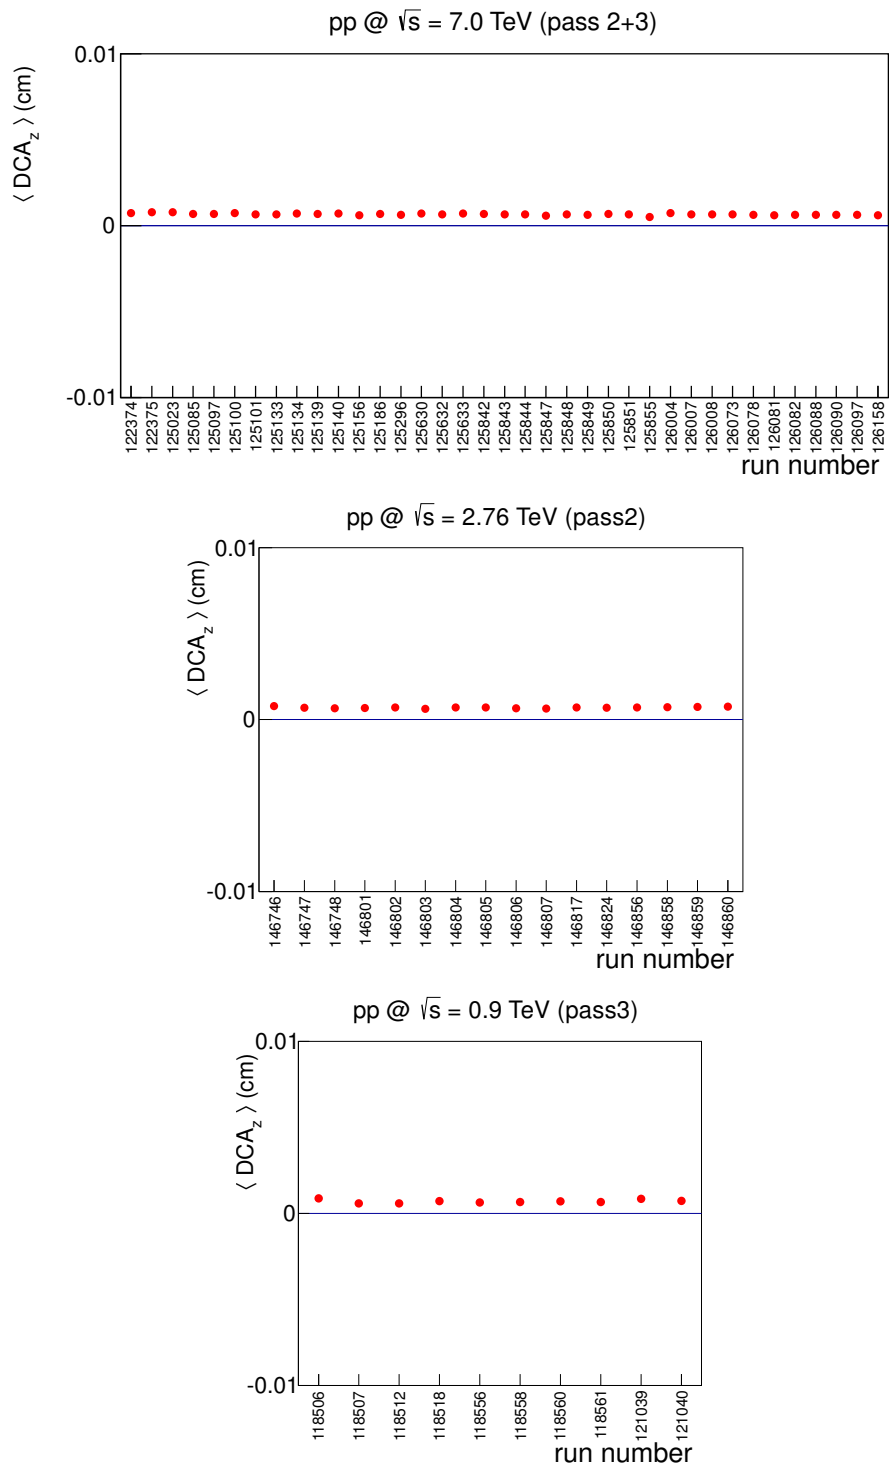 pp @ √s = 7.0 TeV (pass 2+3)
⟨ DCA_z ⟩ (cm)
0.01
0
-0.01
122374 122375 125023 125085 125097 125100 125101 125133 125134 125139 125140 125156 125186 125296 125630 125632 125633 125842 125843 125844 125847 125848 125849 125850 125851 125855 126004 126007 126008 126073 126078 126081 126082 126088 126090 126097 126158
run number
pp @ √s = 2.76 TeV (pass2)
⟨ DCA_z ⟩ (cm)
0.01
0
-0.01
146746 146747 146748 146801 146802 146803 146804 146805 146806 146807 146817 146824 146856 146858 146859 146860
run number
pp @ √s = 0.9 TeV (pass3)
⟨ DCA_z ⟩ (cm)
0.01
0
-0.01
118506 118507 118512 118518 118556 118558 118560 118561 121039 121040
run number